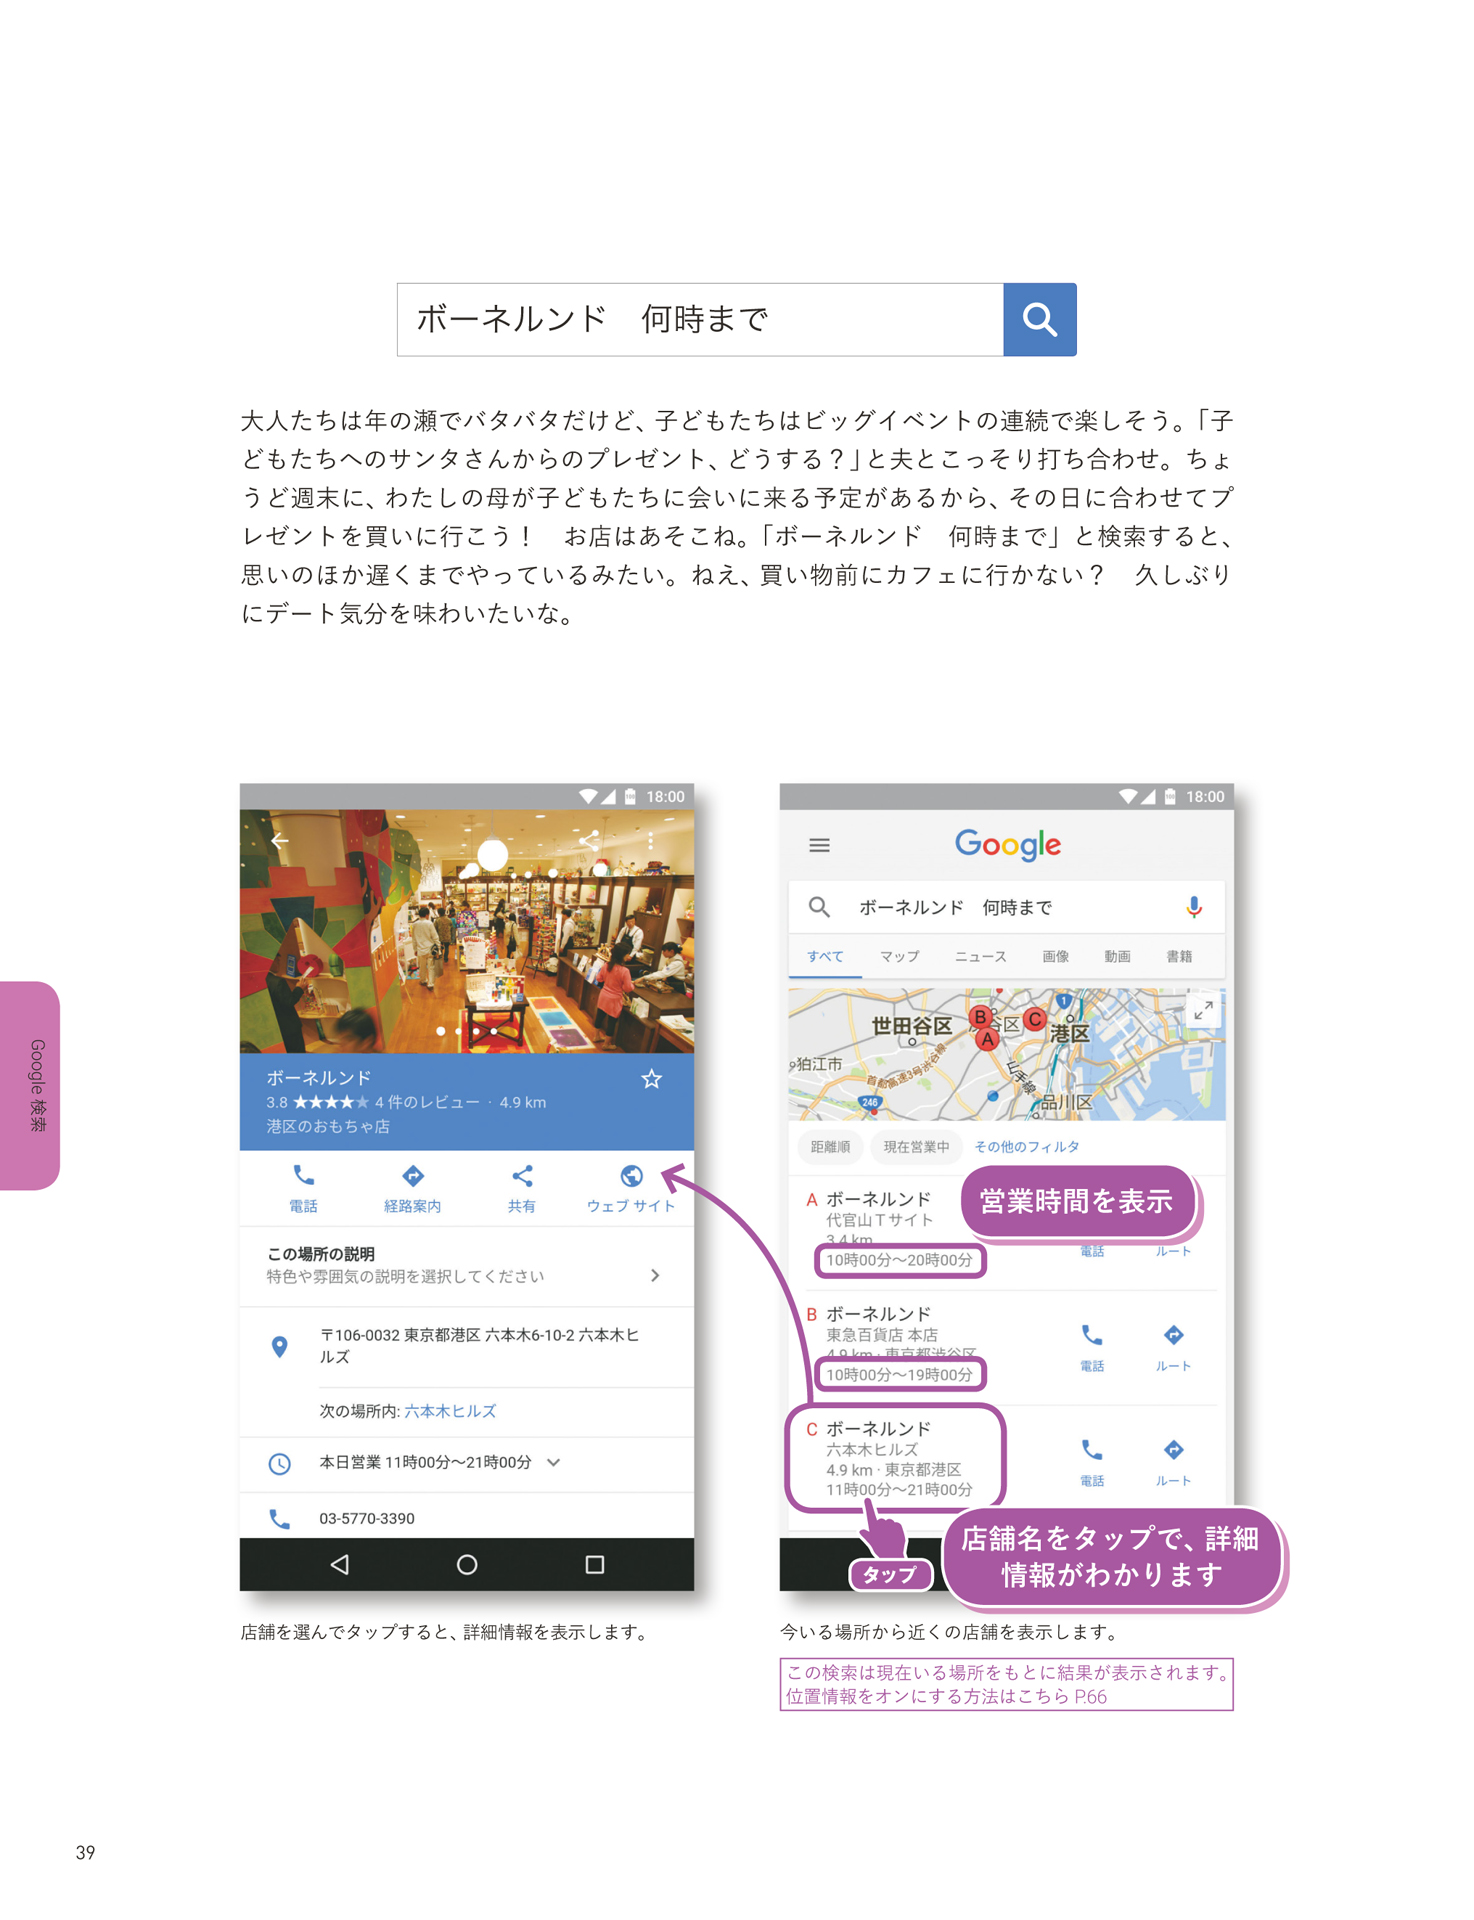 ボーネルンド　何時まで
大人たちは年の瀬でバタバタだけど、子どもたちはビッグイベントの連続で楽しそう。「子
どもたちへのサンタさんからのプレゼント、どうする？」と夫とこっそり打ち合わせ。ちょ
うど週末に、わたしの母が子どもたちに会いに来る予定があるから、その日に合わせてプ
レゼントを買いに行こう！　お店はあそこね。「ボーネルンド　何時まで」と検索すると、
思いのほか遅くまでやっているみたい。ねえ、買い物前にカフェに行かない？　久しぶり
にデート気分を味わいたいな。
Google 検索
18:00
ボーネルンド
3.8 ★★★★★ 4 件のレビュー · 4.9 km
港区のおもちゃ店
電話 経路案内 共有 ウェブ サイト
この場所の説明
特色や雰囲気の説明を選択してください
〒106-0032 東京都港区 六本木6-10-2 六本木ヒ
ルズ
次の場所内: 六本木ヒルズ
本日営業 11時00分〜21時00分
03-5770-3390
店舗を選んでタップすると、詳細情報を表示します。
18:00
Google
ボーネルンド　何時まで
すべて マップ ニュース 画像 動画 書籍
世田谷区
B
谷区
C
港区
A
1
狛江市
首都高速3号渋谷線
山手線
246
品川区
距離順 現在営業中 その他のフィルタ
営業時間を表示
A ボーネルンド
代官山Tサイト
3.4 km
10時00分〜20時00分
電話 ルート
B ボーネルンド
東急百貨店 本店
4.9 km · 東京都渋谷区
10時00分〜19時00分
電話 ルート
C ボーネルンド
六本木ヒルズ
4.9 km · 東京都港区
11時00分〜21時00分
電話 ルート
タップ
店舗名をタップで、詳細
情報がわかります
今いる場所から近くの店舗を表示します。
この検索は現在いる場所をもとに結果が表示されます。
位置情報をオンにする方法はこちら P.66
39